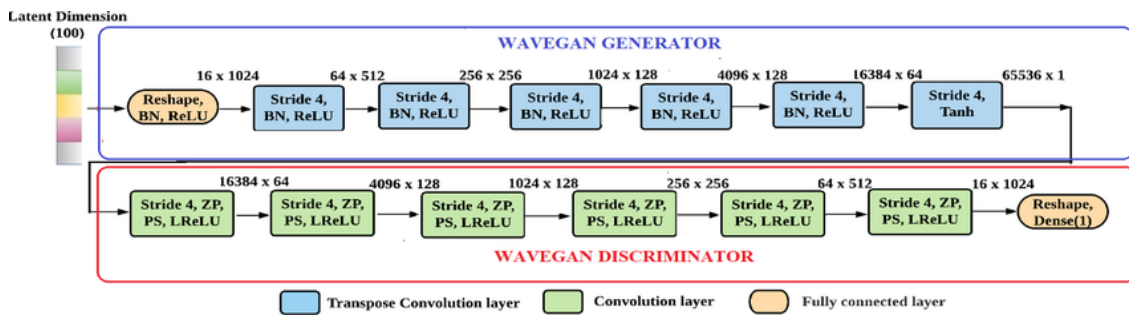 Latent Dimension
(100)
WAVEGAN GENERATOR
16 x 1024
64 x 512
256 x 256
1024 x 128
4096 x 128
16384 x 64
65536 x 1
Reshape,
BN, ReLU
Stride 4,
BN, ReLU
Stride 4,
BN, ReLU
Stride 4,
BN, ReLU
Stride 4,
BN, ReLU
Stride 4,
BN, ReLU
Stride 4,
Tanh
16384 x 64
4096 x 128
1024 x 128
256 x 256
64 x 512
16 x 1024
Stride 4, ZP,
PS, LReLU
Stride 4, ZP,
PS, LReLU
Stride 4, ZP,
PS, LReLU
Stride 4, ZP,
PS, LReLU
Stride 4, ZP,
PS, LReLU
Stride 4, ZP,
PS, LReLU
Reshape,
Dense(1)
WAVEGAN DISCRIMINATOR
Transpose Convolution layer
Convolution layer
Fully connected layer